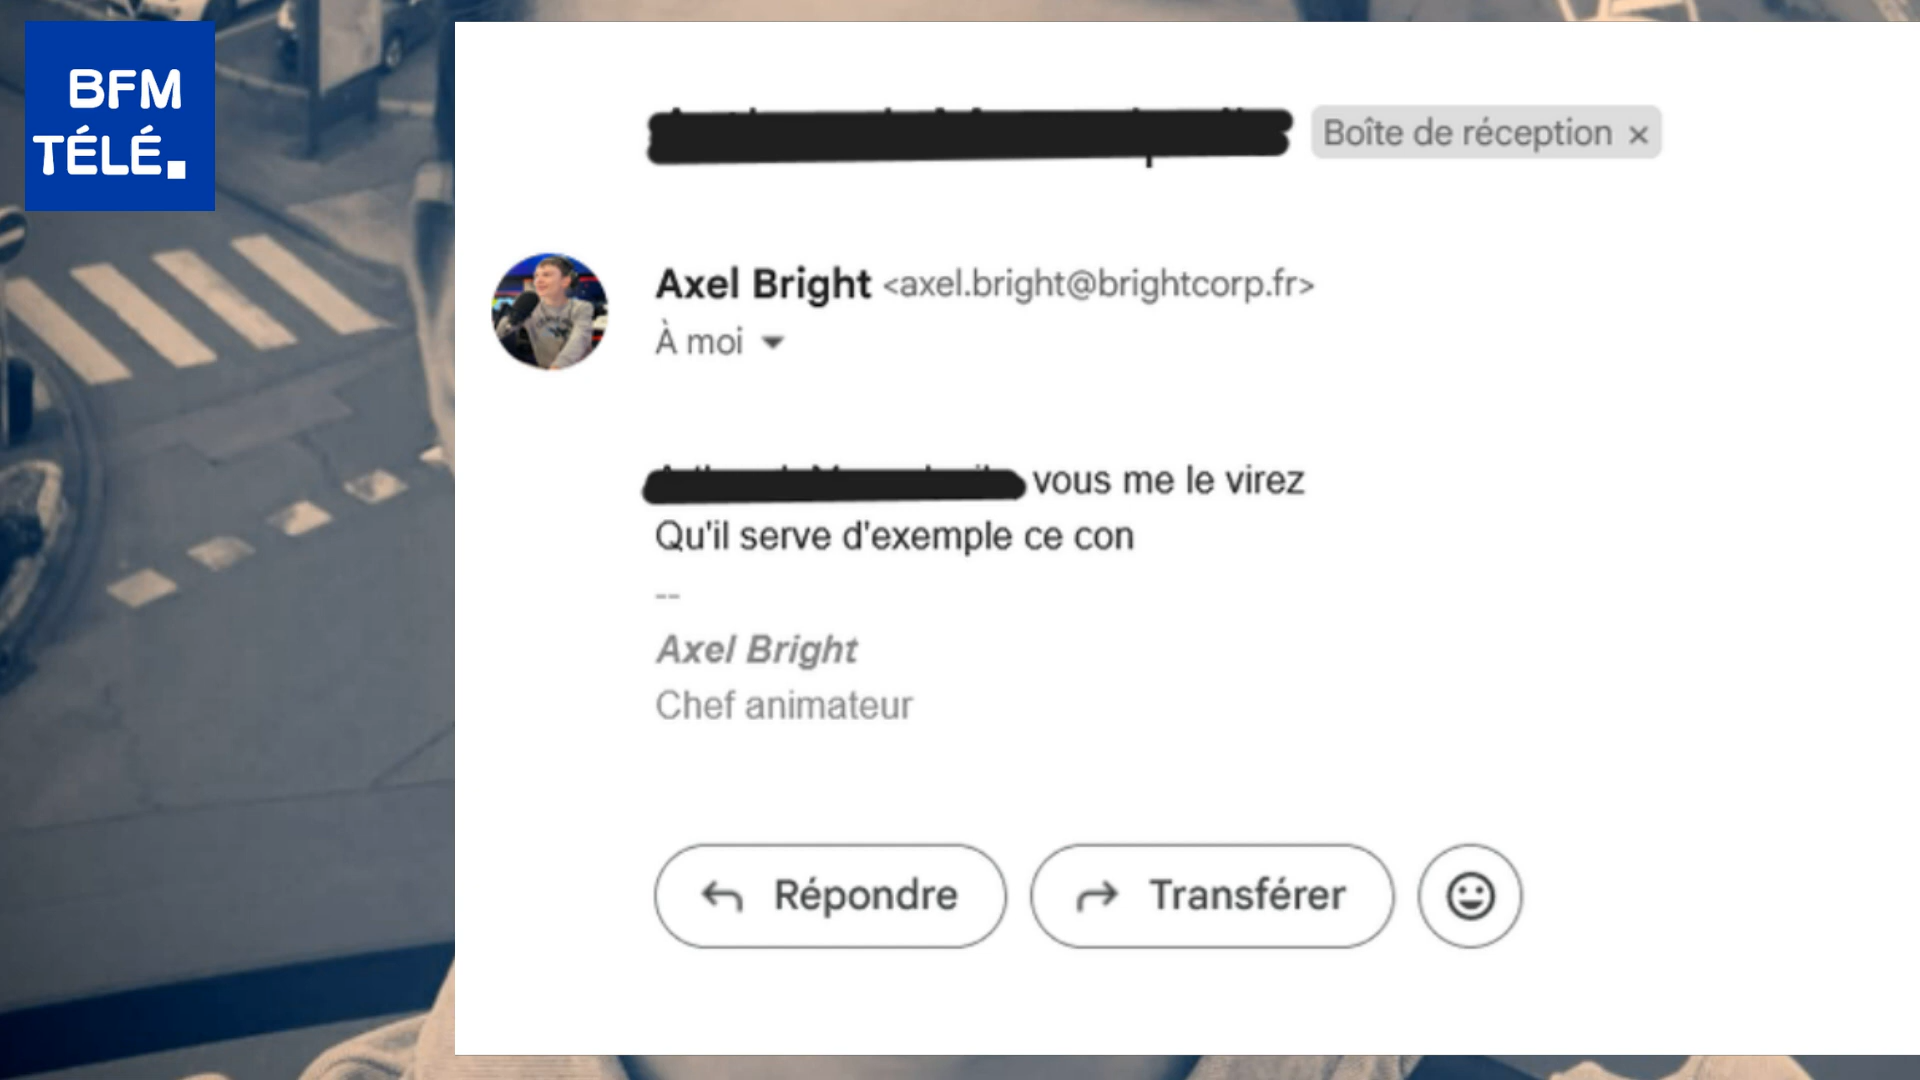 BFM
TÉLÉ.
Boîte de réception ×
Axel Bright <axel.bright@brightcorp.fr>
À moi
vous me le virez
Qu'il serve d'exemple ce con
--
Axel Bright
Chef animateur
Répondre
Transférer